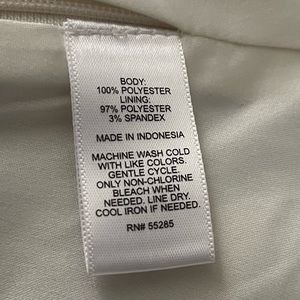 BODY:
100% POLYESTER
LINING:
97% POLYESTER
3% SPANDEX
MADE IN INDONESIA
MACHINE WASH COLD
WITH LIKE COLORS.
GENTLE CYCLE.
ONLY NON-CHLORINE
BLEACH WHEN
NEEDED. LINE DRY.
COOL IRON IF NEEDED.
RN# 55285